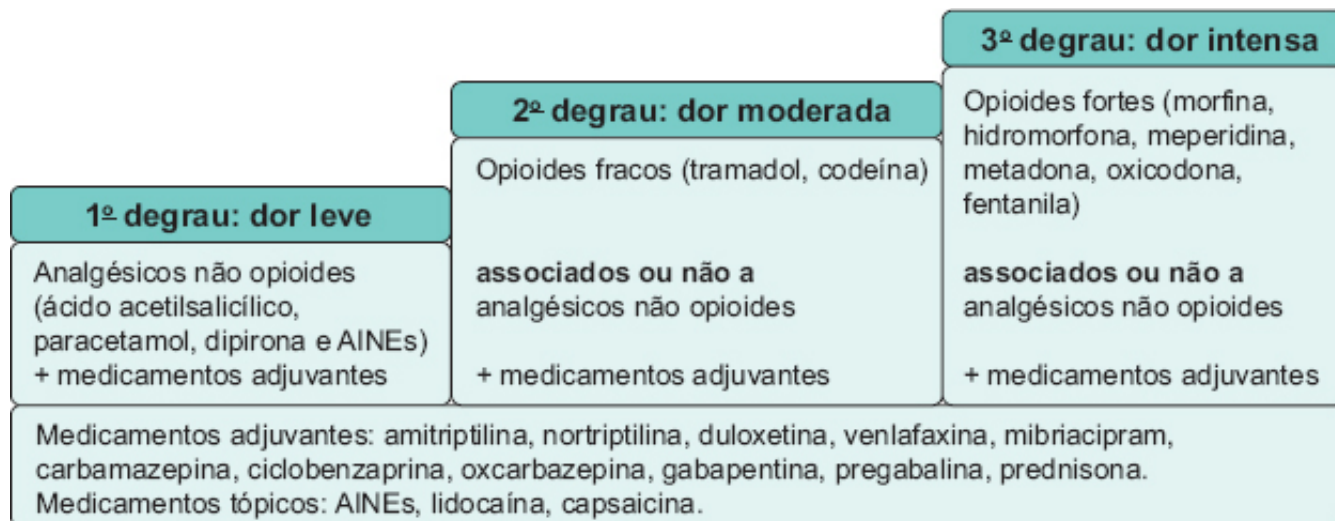 1º degrau: dor leve
Analgésicos não opioides
(ácido acetilsalicílico,
paracetamol, dipirona e AINEs)
+ medicamentos adjuvantes
2º degrau: dor moderada
Opioides fracos (tramadol, codeína)
associados ou não a
analgésicos não opioides
+ medicamentos adjuvantes
3º degrau: dor intensa
Opioides fortes (morfina,
hidromorfona, meperidina,
metadona, oxicodona,
fentanila)
associados ou não a
analgésicos não opioides
+ medicamentos adjuvantes
Medicamentos adjuvantes: amitriptilina, nortriptilina, duloxetina, venlafaxina, mibriacipram,
carbamazepina, ciclobenzaprina, oxcarbazepina, gabapentina, pregabalina, prednisona.
Medicamentos tópicos: AINEs, lidocaína, capsaicina.